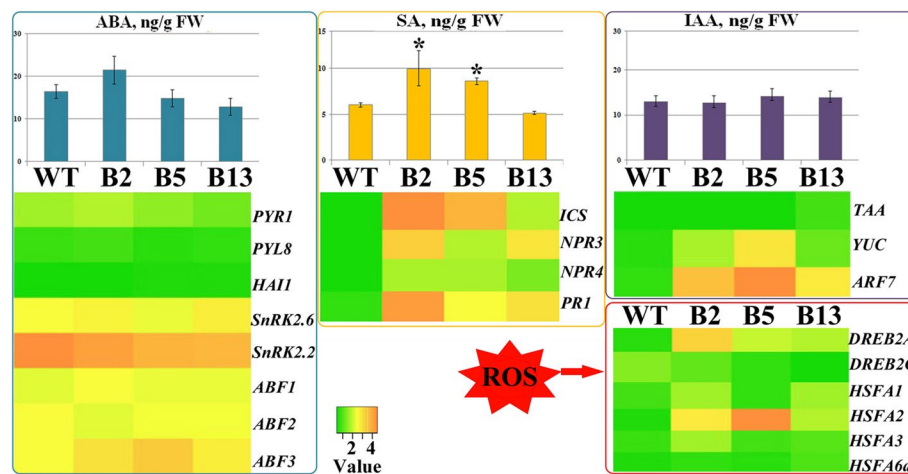 ABA, ng/g FW
30
20
10
0
WT B2 B5 B13
PYR1
PYL8
HAI1
SnRK2.6
SnRK2.2
ABF1
ABF2
ABF3
SA, ng/g FW
15
10
5
0
* *
WT B2 B5 B13
ICS
NPR3
NPR4
PR1
ROS
2 4
Value
IAA, ng/g FW
30
20
10
0
WT B2 B5 B13
TAA
YUC
ARF7
WT B2 B5 B13
DREB2A
HSFA1
HSFA2
HSFA3